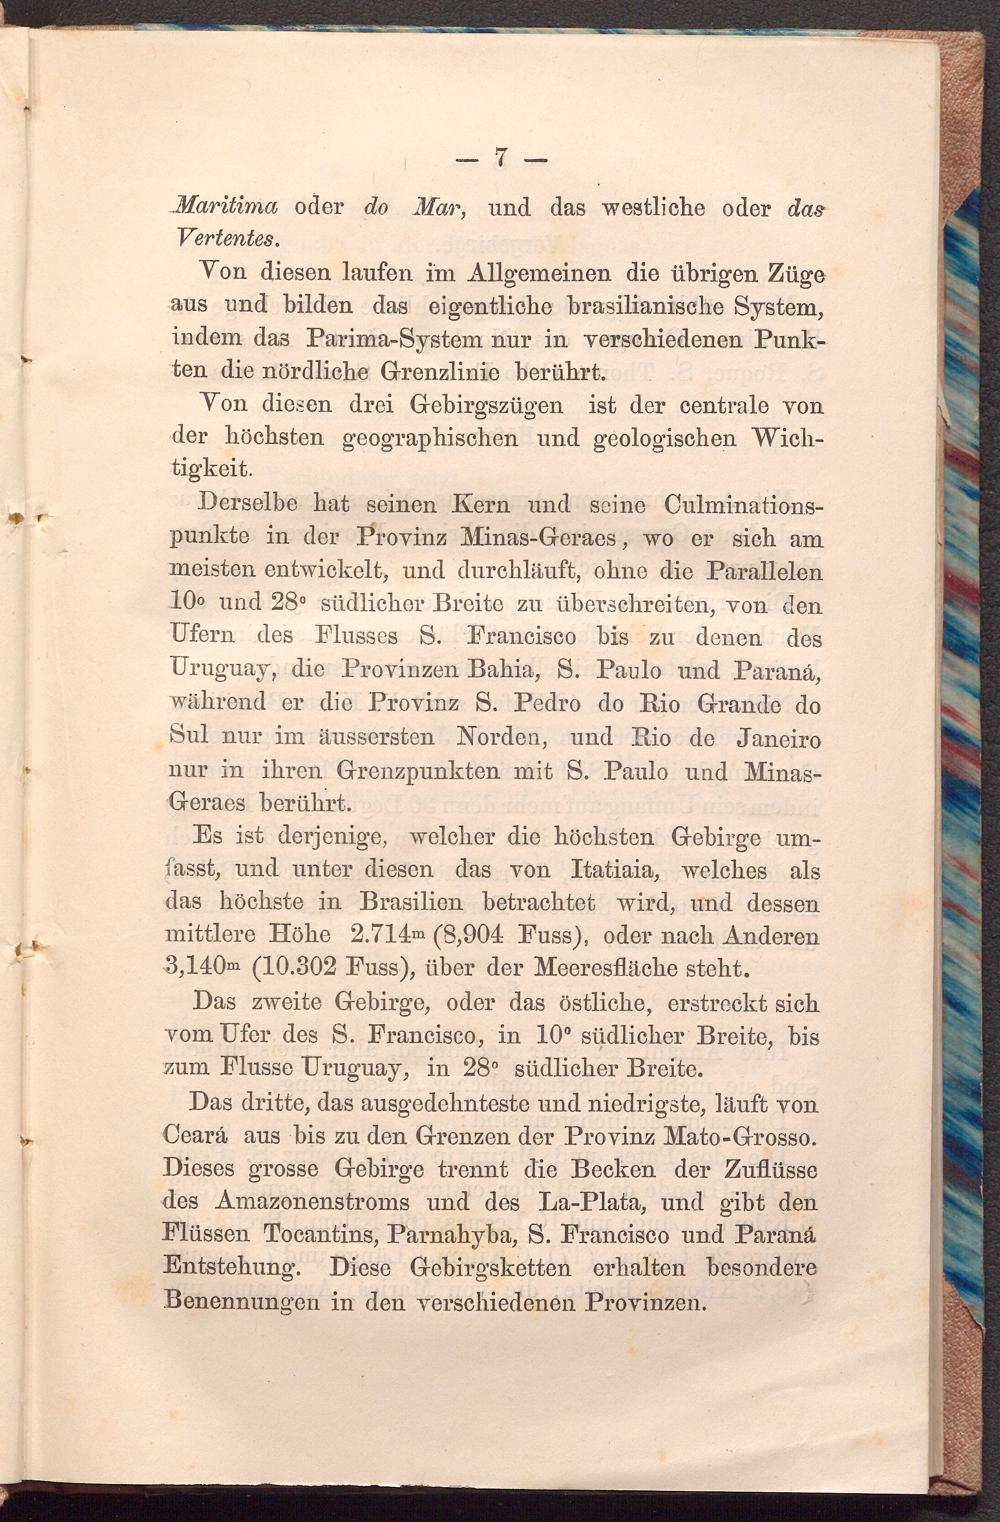 — 7 —
Maritima oder do Mar, und das westliche oder das
Vertentes.
Von diesen laufen im Allgemeinen die übrigen Züge
aus und bilden das eigentliche brasilianische System,
indem das Parima-System nur in verschiedenen Punk-
ten die nördliche Grenzlinie berührt.
Von diesen drei Gebirgszügen ist der centrale von
der höchsten geographischen und geologischen Wich-
tigkeit.
Derselbe hat seinen Kern und seine Culminations-
punkte in der Provinz Minas-Geraes, wo er sich am
meisten entwickelt, und durchläuft, ohne die Parallelen
10° und 28° südlicher Breite zu überschreiten, von den
Ufern des Flusses S. Francisco bis zu denen des
Uruguay, die Provinzen Bahia, S. Paulo und Paraná,
während er die Provinz S. Pedro do Rio Grande do
Sul nur im äussersten Norden, und Rio de Janeiro
nur in ihren Grenzpunkten mit S. Paulo und Minas-
Geraes berührt.
Es ist derjenige, welcher die höchsten Gebirge um-
fasst, und unter diesen das von Itatiaia, welches als
das höchste in Brasilien betrachtet wird, und dessen
mittlere Höhe 2.714m (8,904 Fuss), oder nach Anderen
3,140m (10.302 Fuss), über der Meeresfläche steht.
Das zweite Gebirge, oder das östliche, erstreckt sich
vom Ufer des S. Francisco, in 10° südlicher Breite, bis
zum Flusse Uruguay, in 28° südlicher Breite.
Das dritte, das ausgedehnteste und niedrigste, läuft von
Ceará aus bis zu den Grenzen der Provinz Mato-Grosso.
Dieses grosse Gebirge trennt die Becken der Zuflüsse
des Amazonenstroms und des La-Plata, und gibt den
Flüssen Tocantins, Parnahyba, S. Francisco und Paraná
Entstehung. Diese Gebirgsketten erhalten besondere
Benennungen in den verschiedenen Provinzen.